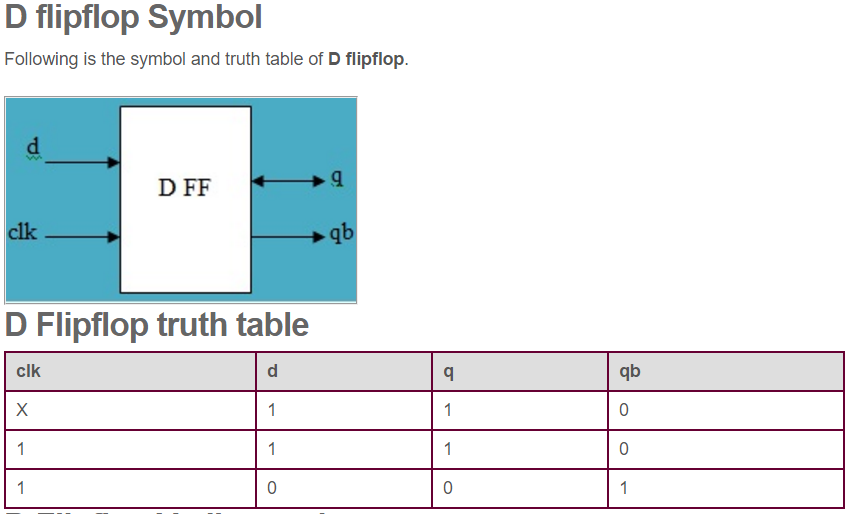 D flipflop Symbol
Following is the symbol and truth table of D flipflop.
d
D FF
q
clk
qb
D Flipflop truth table
clk d q qb
X 1 1 0
1 1 1 0
1 0 0 1